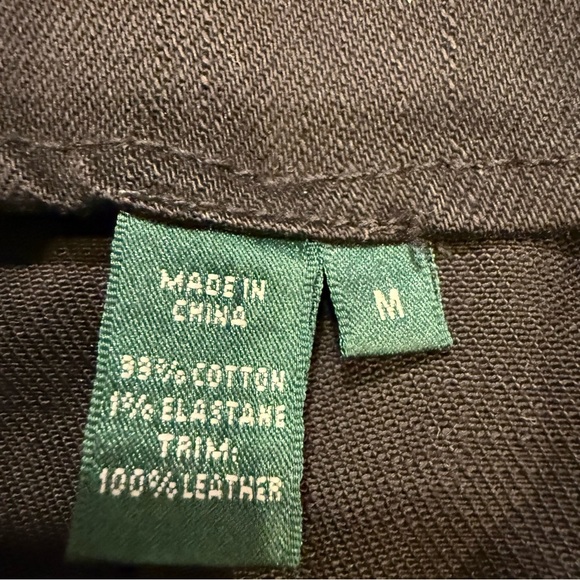 MADE IN
CHINA
99% COTTON
1% ELASTANE
TRIM:
100% LEATHER
M